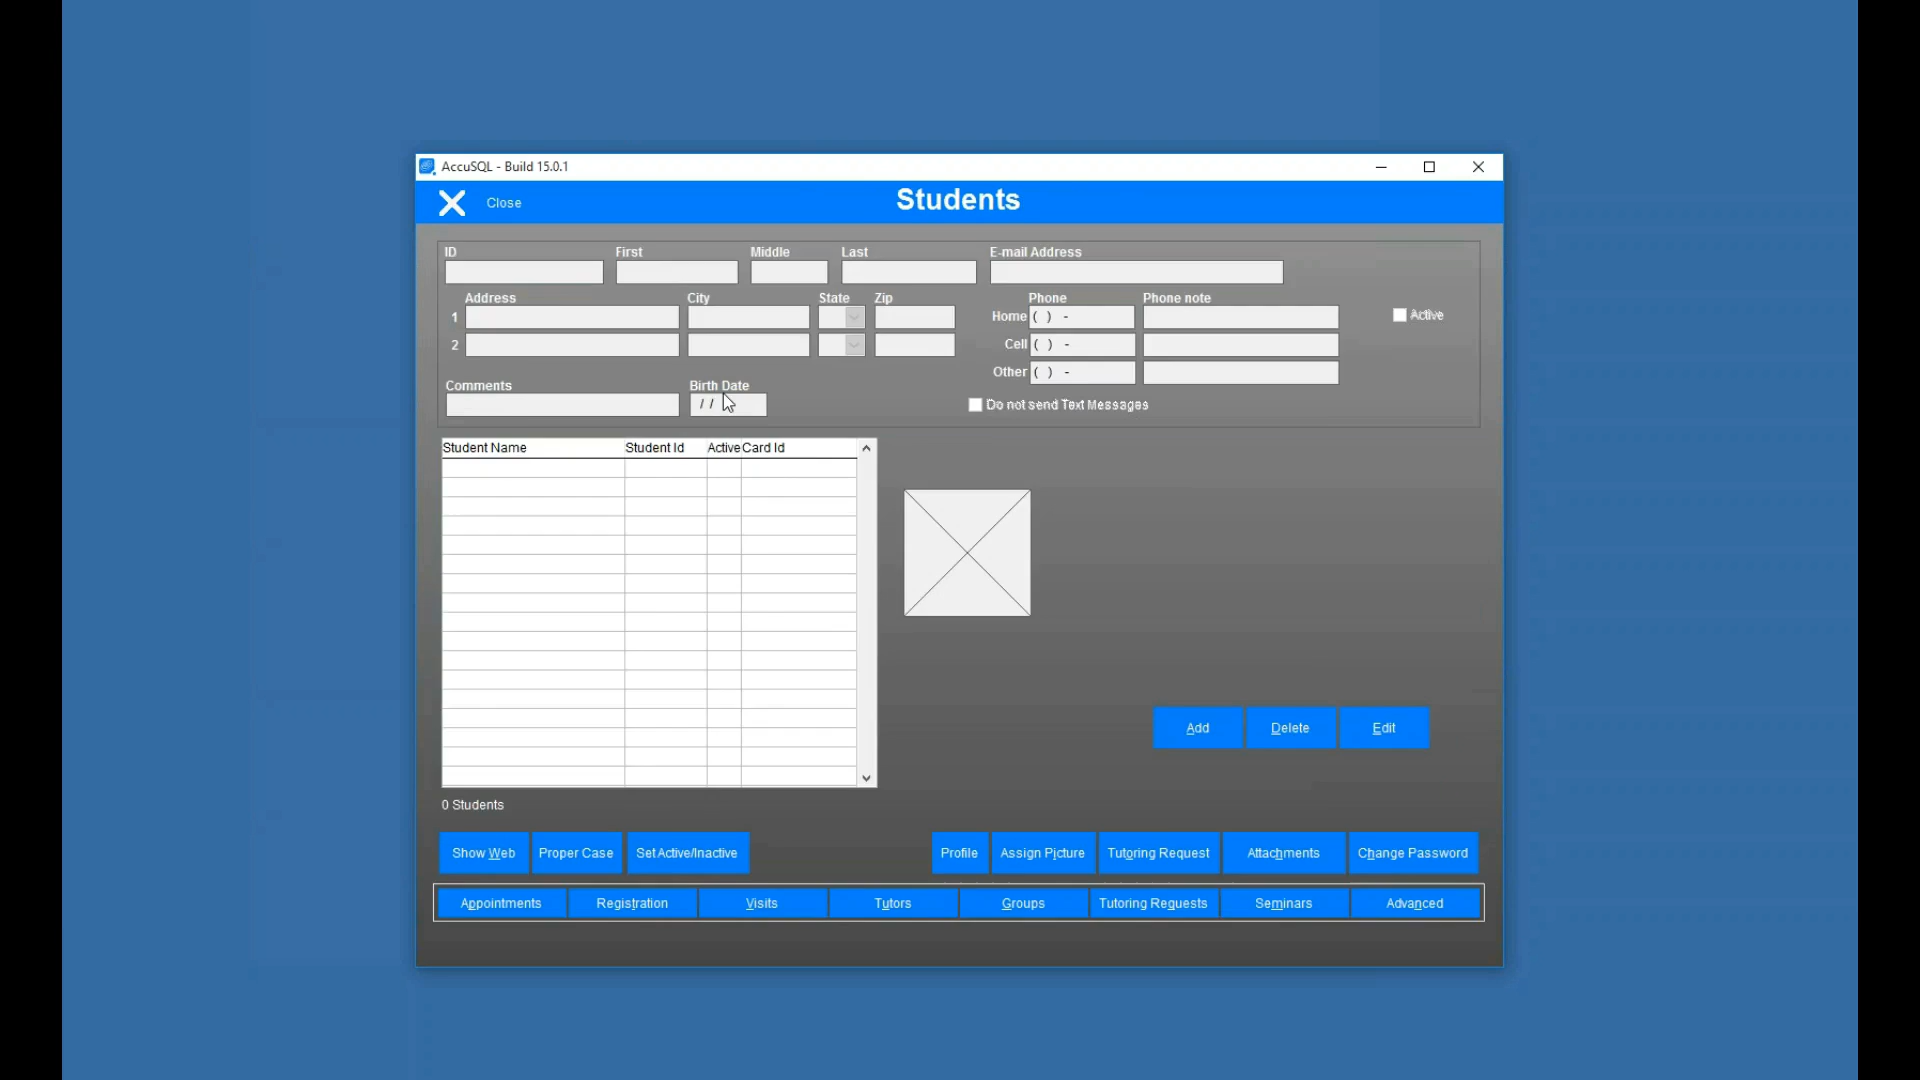 AccuSQL - Build 15.0.1
Close
Students
ID First Middle Last E-mail Address
Address City State Zip Phone Phone note
1 Home ( ) - Active
2 Cell ( ) -
Other ( ) -
Comments Birth Date
/ / Do not send Text Messages
Student Name Student Id Active Card Id
Add Delete Edit
0 Students
Show Web Proper Case Set Active/Inactive Profile Assign Picture Tutoring Request Attachments Change Password
Appointments Registration Visits Tutors Groups Tutoring Requests Seminars Advanced